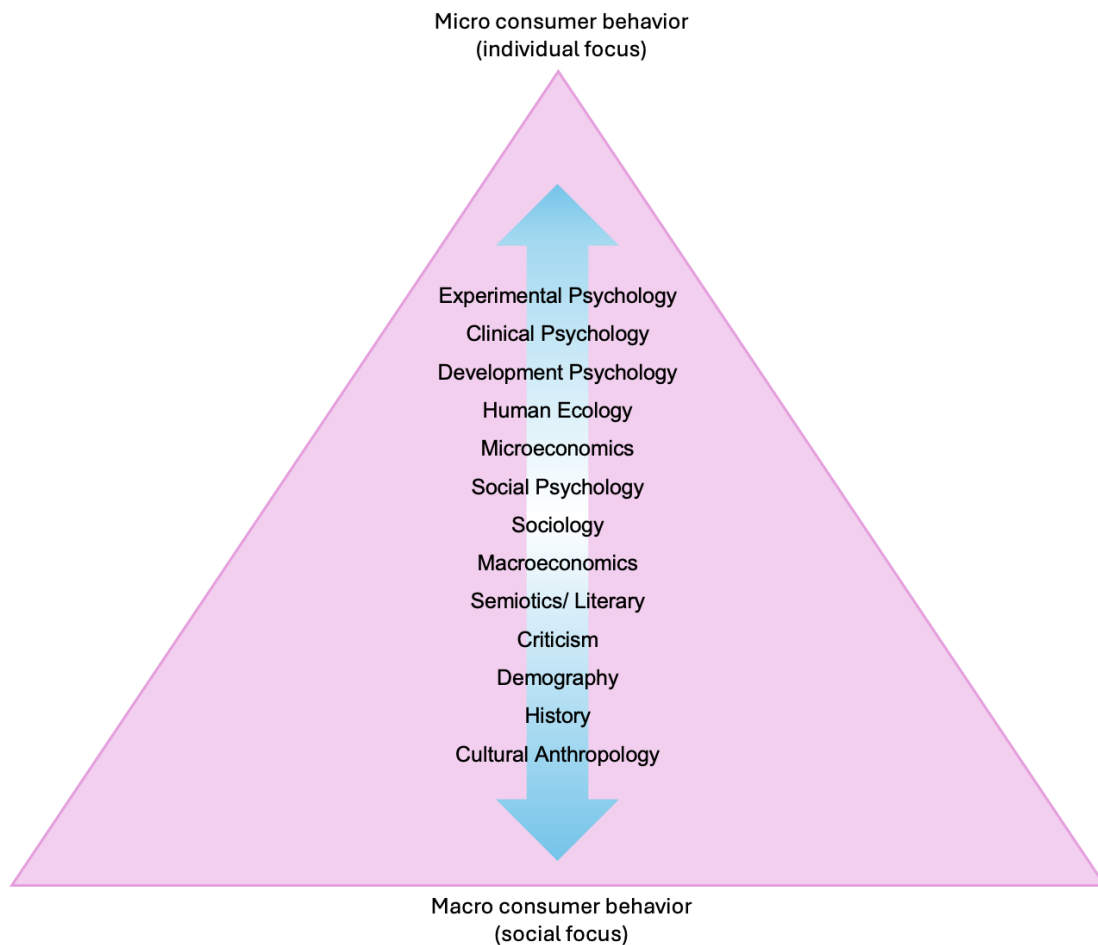 Micro consumer behavior
(individual focus)
Experimental Psychology
Clinical Psychology
Development Psychology
Human Ecology
Microeconomics
Social Psychology
Sociology
Macroeconomics
Semiotics/ Literary
Criticism
Demography
History
Cultural Anthropology
Macro consumer behavior
(social focus)